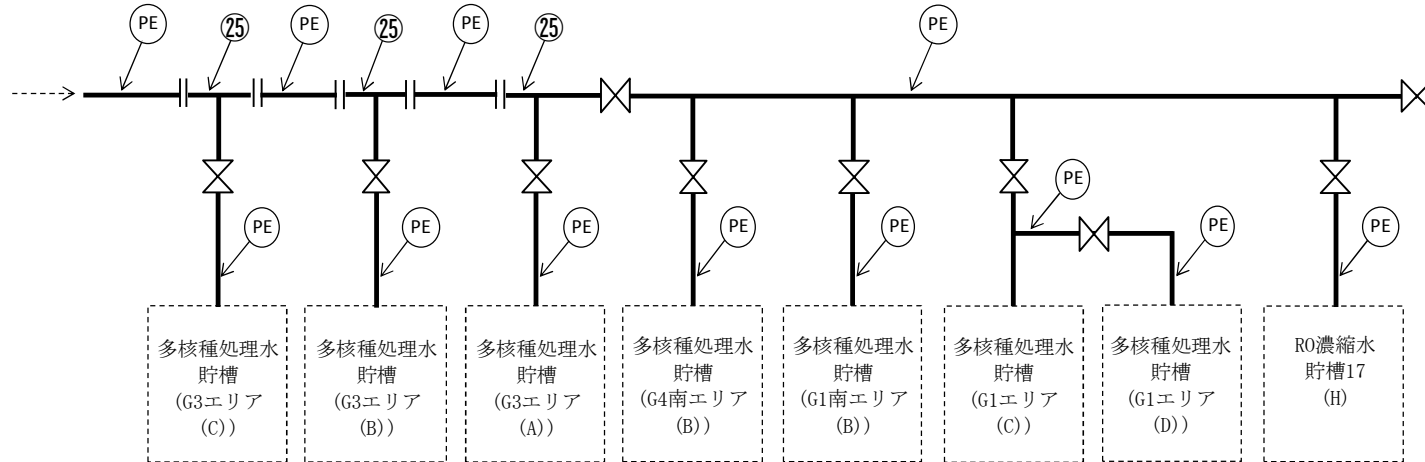 PE
㉕
PE
㉕
PE
㉕
PE
PE
PE
PE
PE
PE
PE
PE
PE
PE
多核種処理水
貯槽
(G3エリア
(C))
多核種処理水
貯槽
(G3エリア
(B))
多核種処理水
貯槽
(G3エリア
(A))
多核種処理水
貯槽
(G4南エリア
(B))
多核種処理水
貯槽
(G1南エリア
(B))
多核種処理水
貯槽
(G1エリア
(C))
多核種処理水
貯槽
(G1エリア
(D))
RO濃縮水
貯槽17
(H)